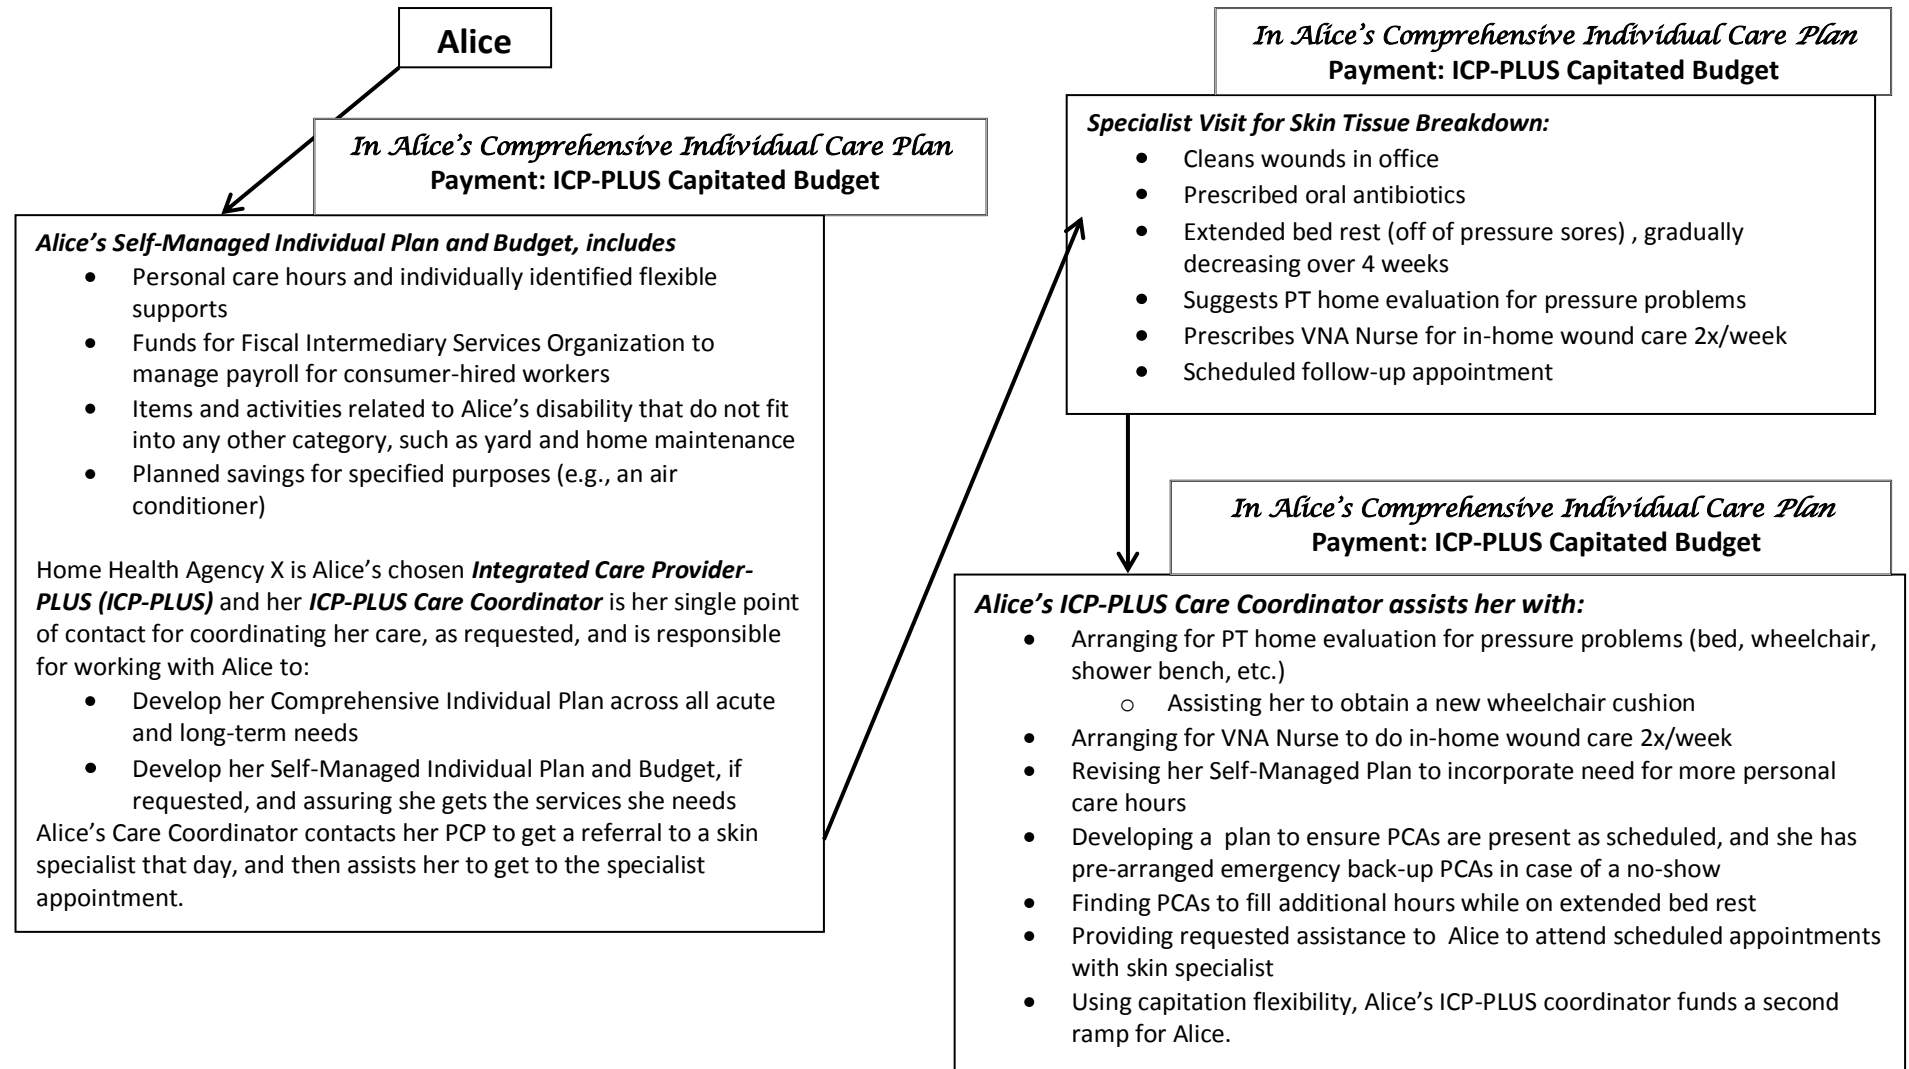 Alice
In Alice's Comprehensive Individual Care Plan
Payment: ICP-PLUS Capitated Budget
Alice's Self-Managed Individual Plan and Budget, includes
• Personal care hours and individually identified flexible
supports
• Funds for Fiscal Intermediary Services Organization to
manage payroll for consumer-hired workers
• Items and activities related to Alice's disability that do not fit
into any other category, such as yard and home maintenance
• Planned savings for specified purposes (e.g., an air
conditioner)
Home Health Agency X is Alice's chosen Integrated Care Provider-
PLUS (ICP-PLUS) and her ICP-PLUS Care Coordinator is her single point
of contact for coordinating her care, as requested, and is responsible
for working with Alice to:
• Develop her Comprehensive Individual Plan across all acute
and long-term needs
• Develop her Self-Managed Individual Plan and Budget, if
requested, and assuring she gets the services she needs
Alice's Care Coordinator contacts her PCP to get a referral to a skin
specialist that day, and then assists her to get to the specialist
appointment.
In Alice's Comprehensive Individual Care Plan
Payment: ICP-PLUS Capitated Budget
Specialist Visit for Skin Tissue Breakdown:
• Cleans wounds in office
• Prescribed oral antibiotics
• Extended bed rest (off of pressure sores) , gradually
decreasing over 4 weeks
• Suggests PT home evaluation for pressure problems
• Prescribes VNA Nurse for in-home wound care 2x/week
• Scheduled follow-up appointment
In Alice's Comprehensive Individual Care Plan
Payment: ICP-PLUS Capitated Budget
Alice's ICP-PLUS Care Coordinator assists her with:
• Arranging for PT home evaluation for pressure problems (bed, wheelchair,
shower bench, etc.)
o Assisting her to obtain a new wheelchair cushion
• Arranging for VNA Nurse to do in-home wound care 2x/week
• Revising her Self-Managed Plan to incorporate need for more personal
care hours
• Developing a plan to ensure PCAs are present as scheduled, and she has
pre-arranged emergency back-up PCAs in case of a no-show
• Finding PCAs to fill additional hours while on extended bed rest
• Providing requested assistance to Alice to attend scheduled appointments
with skin specialist
• Using capitation flexibility, Alice's ICP-PLUS coordinator funds a second
ramp for Alice.